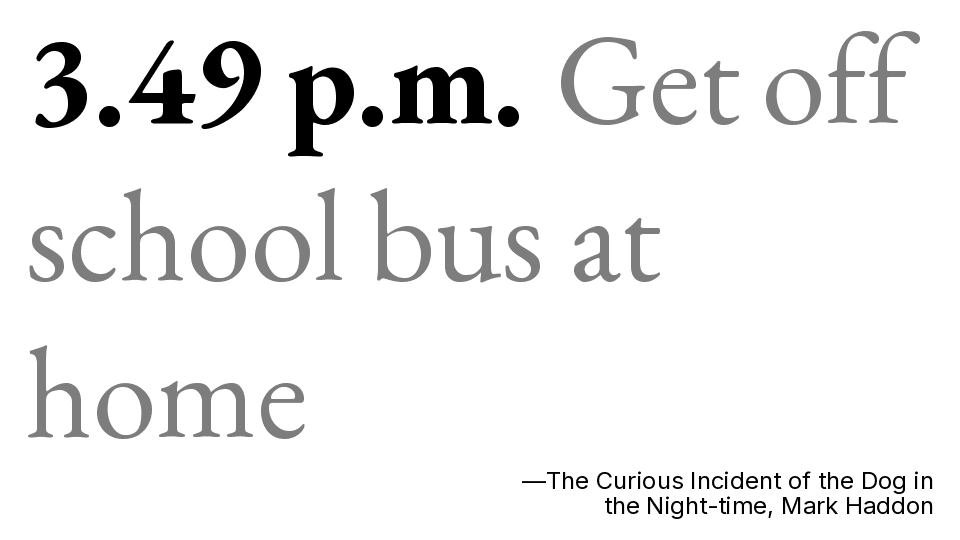 3.49 p.m. Get off
school bus at
home
—The Curious Incident of the Dog in
the Night-time, Mark Haddon